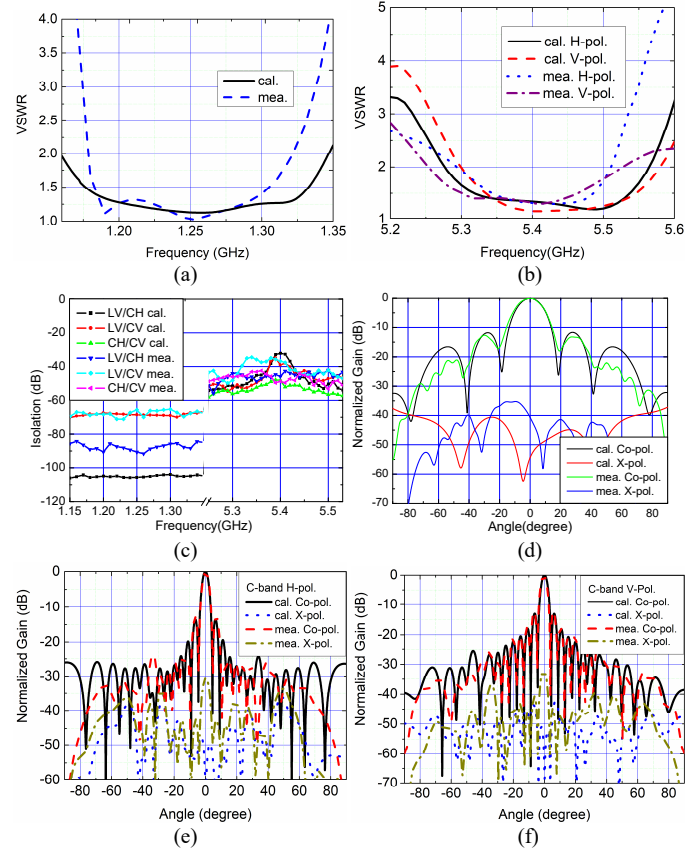 4.0
3.5
3.0
2.5
2.0
1.5
1.0
VSWR
cal.
mea.
1.20
1.25
1.30
1.35
Frequency (GHz)
(a)
5
4
3
2
1
VSWR
cal. H-pol.
cal. V-pol.
mea. H-pol.
mea. V-pol.
5.2
5.3
5.4
5.5
5.6
Frequency(GHz)
(b)
0
-20
-40
-60
-80
-100
-120
Isolation (dB)
LV/CH cal.
LV/CV cal.
CH/CV cal.
LV/CH mea.
LV/CV mea.
CH/CV mea.
1.15
1.20
1.25
1.30
5.3
5.4
5.5
Frequency(GHz)
(c)
0
-10
-20
-30
-40
-50
-60
-70
Normalized Gain (dB)
cal. Co-pol.
cal. X-pol.
mea. Co-pol.
mea. X-pol.
-80
-60
-40
-20
0
20
40
60
80
Angle(degree)
(d)
0
-10
-20
-30
-40
-50
-60
Normalized Gain (dB)
C-band H-pol.
cal. Co-pol.
cal. X-pol.
mea. Co-pol.
mea. X-pol.
-80
-60
-40
-20
0
20
40
60
80
Angle (degree)
(e)
0
-10
-20
-30
-40
-50
-60
-70
Normalized Gain (dB)
C-band V-Pol.
cal. Co-pol.
cal. X-pol.
mea. Co-pol.
mea. X-pol.
-80
-60
-40
-20
0
20
40
60
80
Angle (degree)
(f)